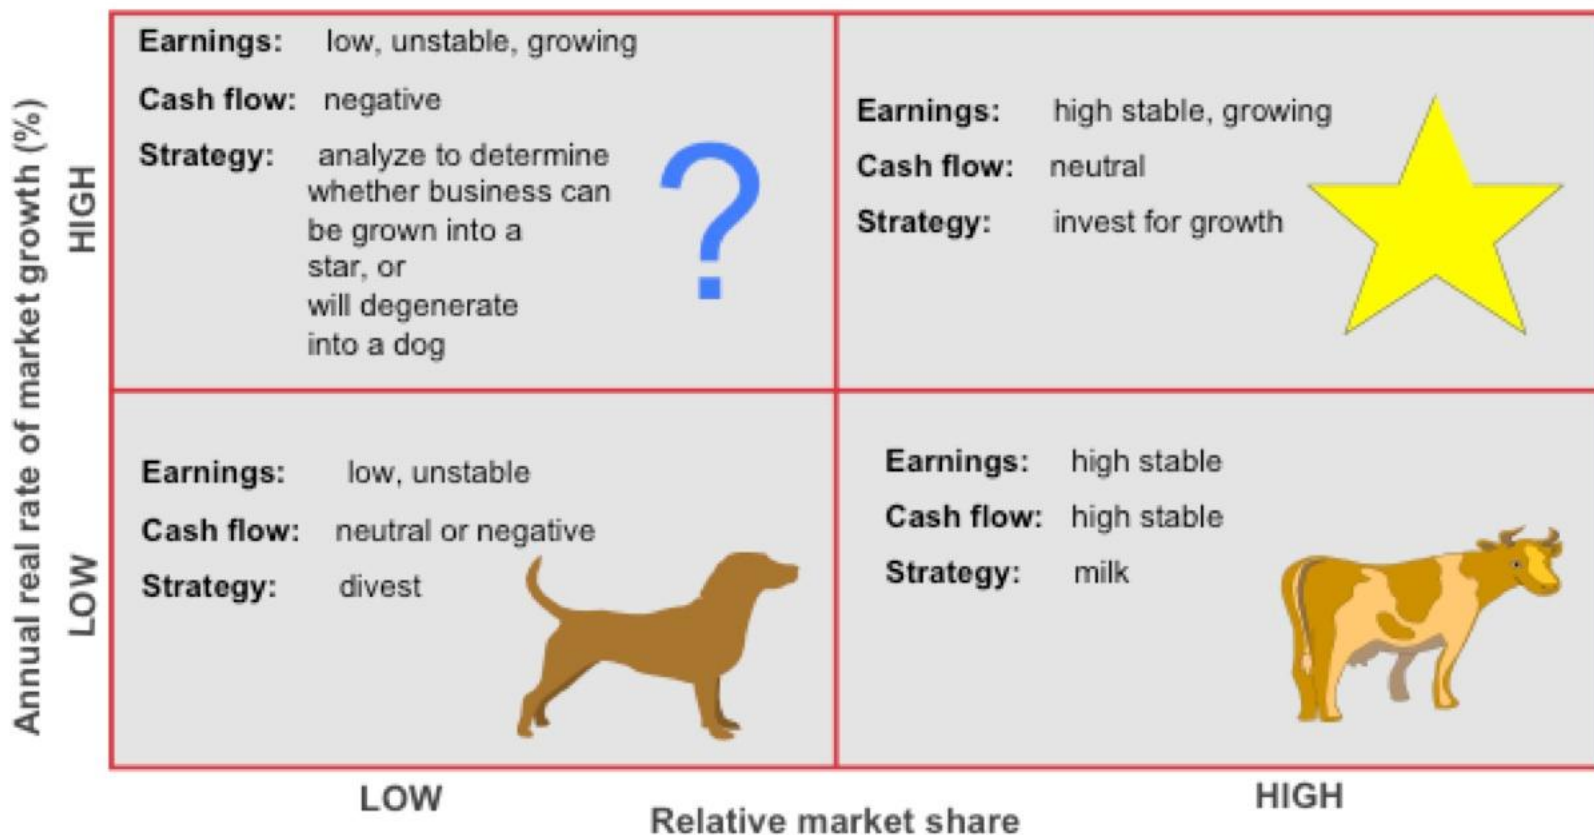 Annual real rate of market growth (%)
HIGH
LOW
Earnings: low, unstable, growing
Cash flow: negative
Strategy: analyze to determine
whether business can
be grown into a
star, or
will degenerate
into a dog
?
Earnings: high stable, growing
Cash flow: neutral
Strategy: invest for growth
Earnings: low, unstable
Cash flow: neutral or negative
Strategy: divest
Earnings: high stable
Cash flow: high stable
Strategy: milk
LOW
HIGH
Relative market share